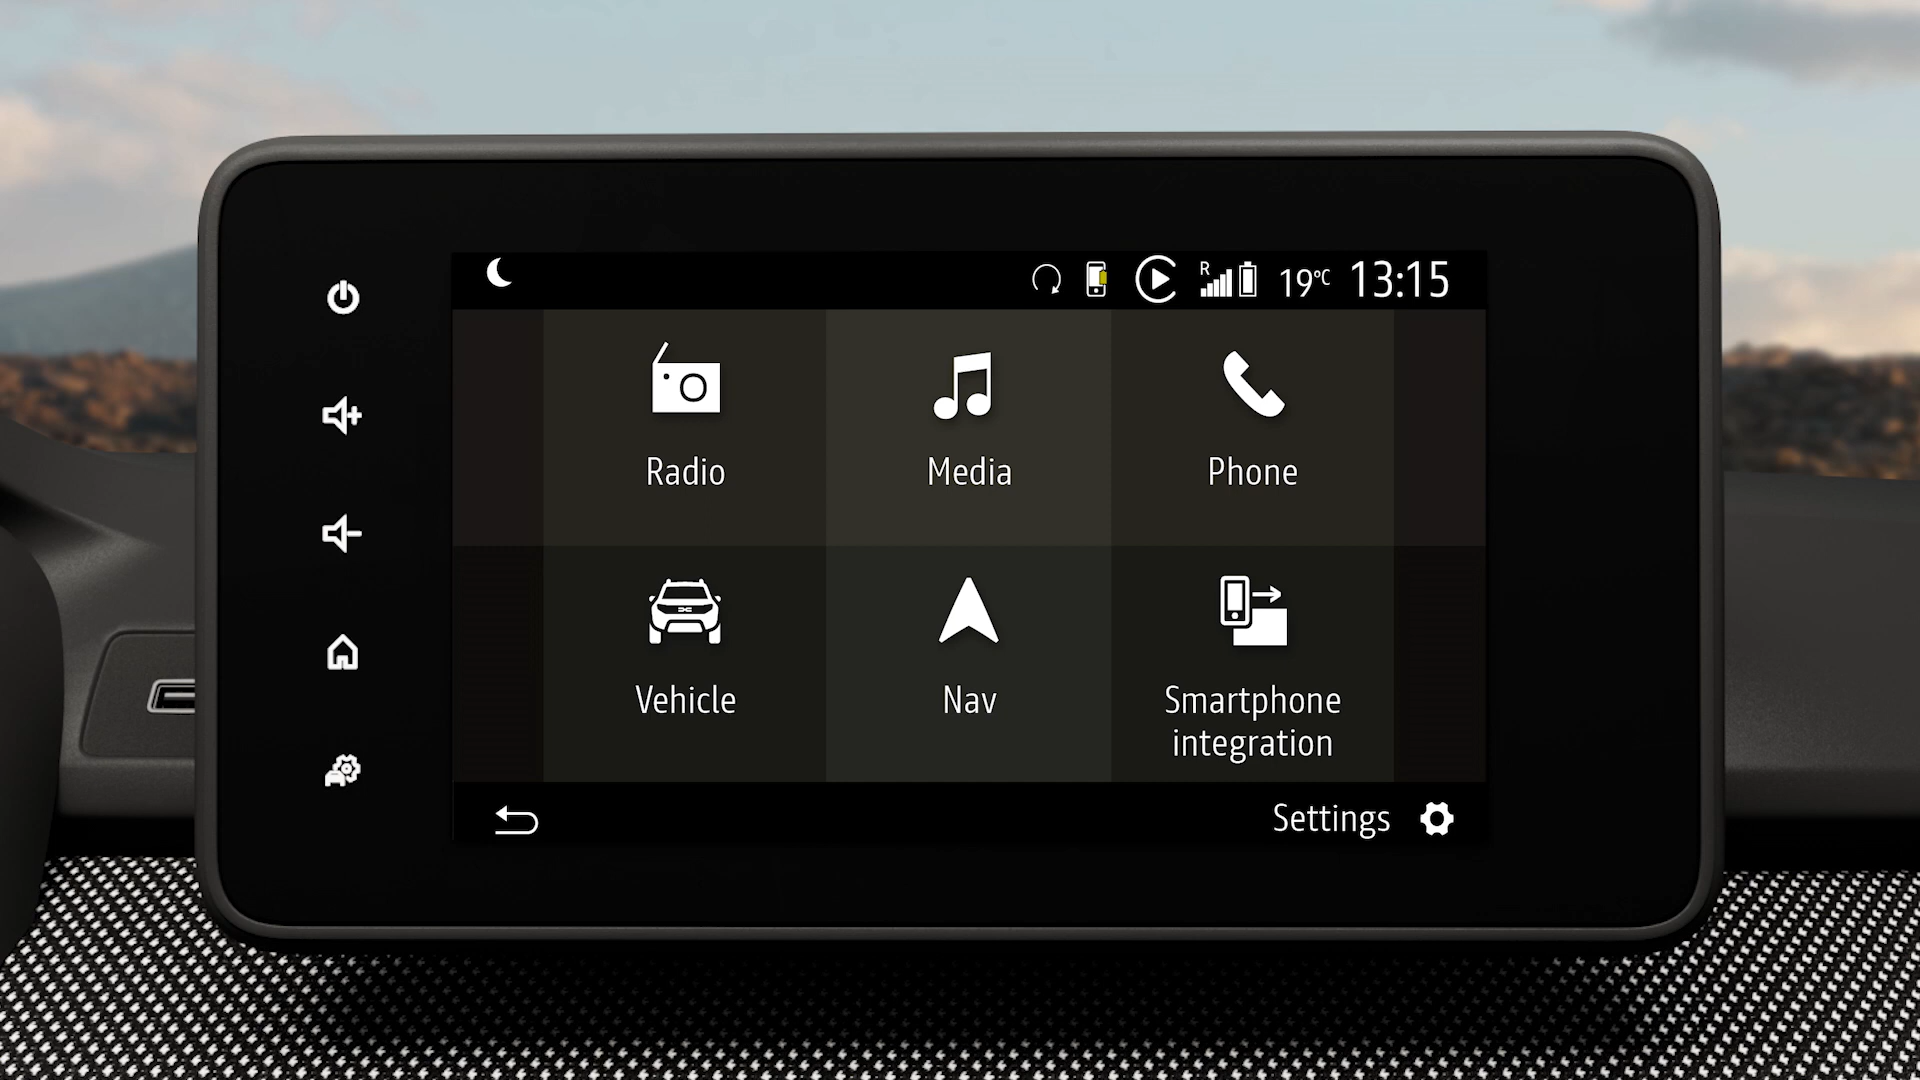 R 19°C 13:15
Radio
Media
Phone
Vehicle
Nav
Smartphone
integration
Settings